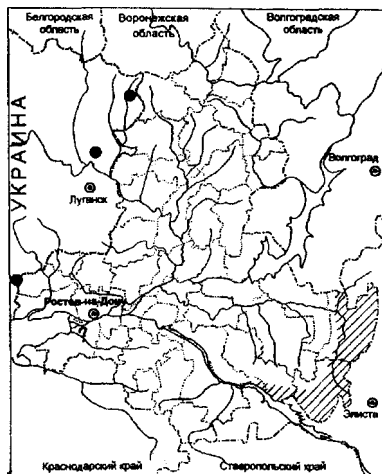 Белгородская область
Воронежская область
Волгоградская область
УКРАИНА
Волгоград
Луганск
Ростов-на-Дону
Элиста
Краснодарский край
Ставропольский край